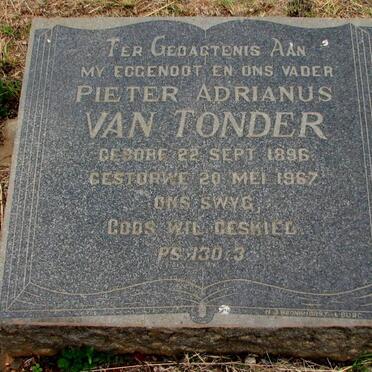 TER GEDAGTENIS AAN
MY EGGENOOT EN ONS VADER
PIETER ADRIANUS
VAN TONDER
GEBORE 22 SEPT 1896
GESTORWE 20 MEI 1967
ONS SWYG,
GODS WIL GESKIED.
PS. 130.3